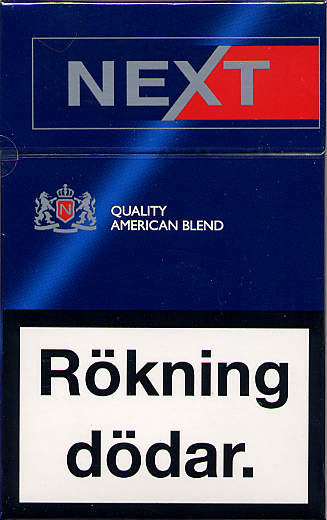 NEXT
N
QUALITY
AMERICAN BLEND
Rökning
dödar.